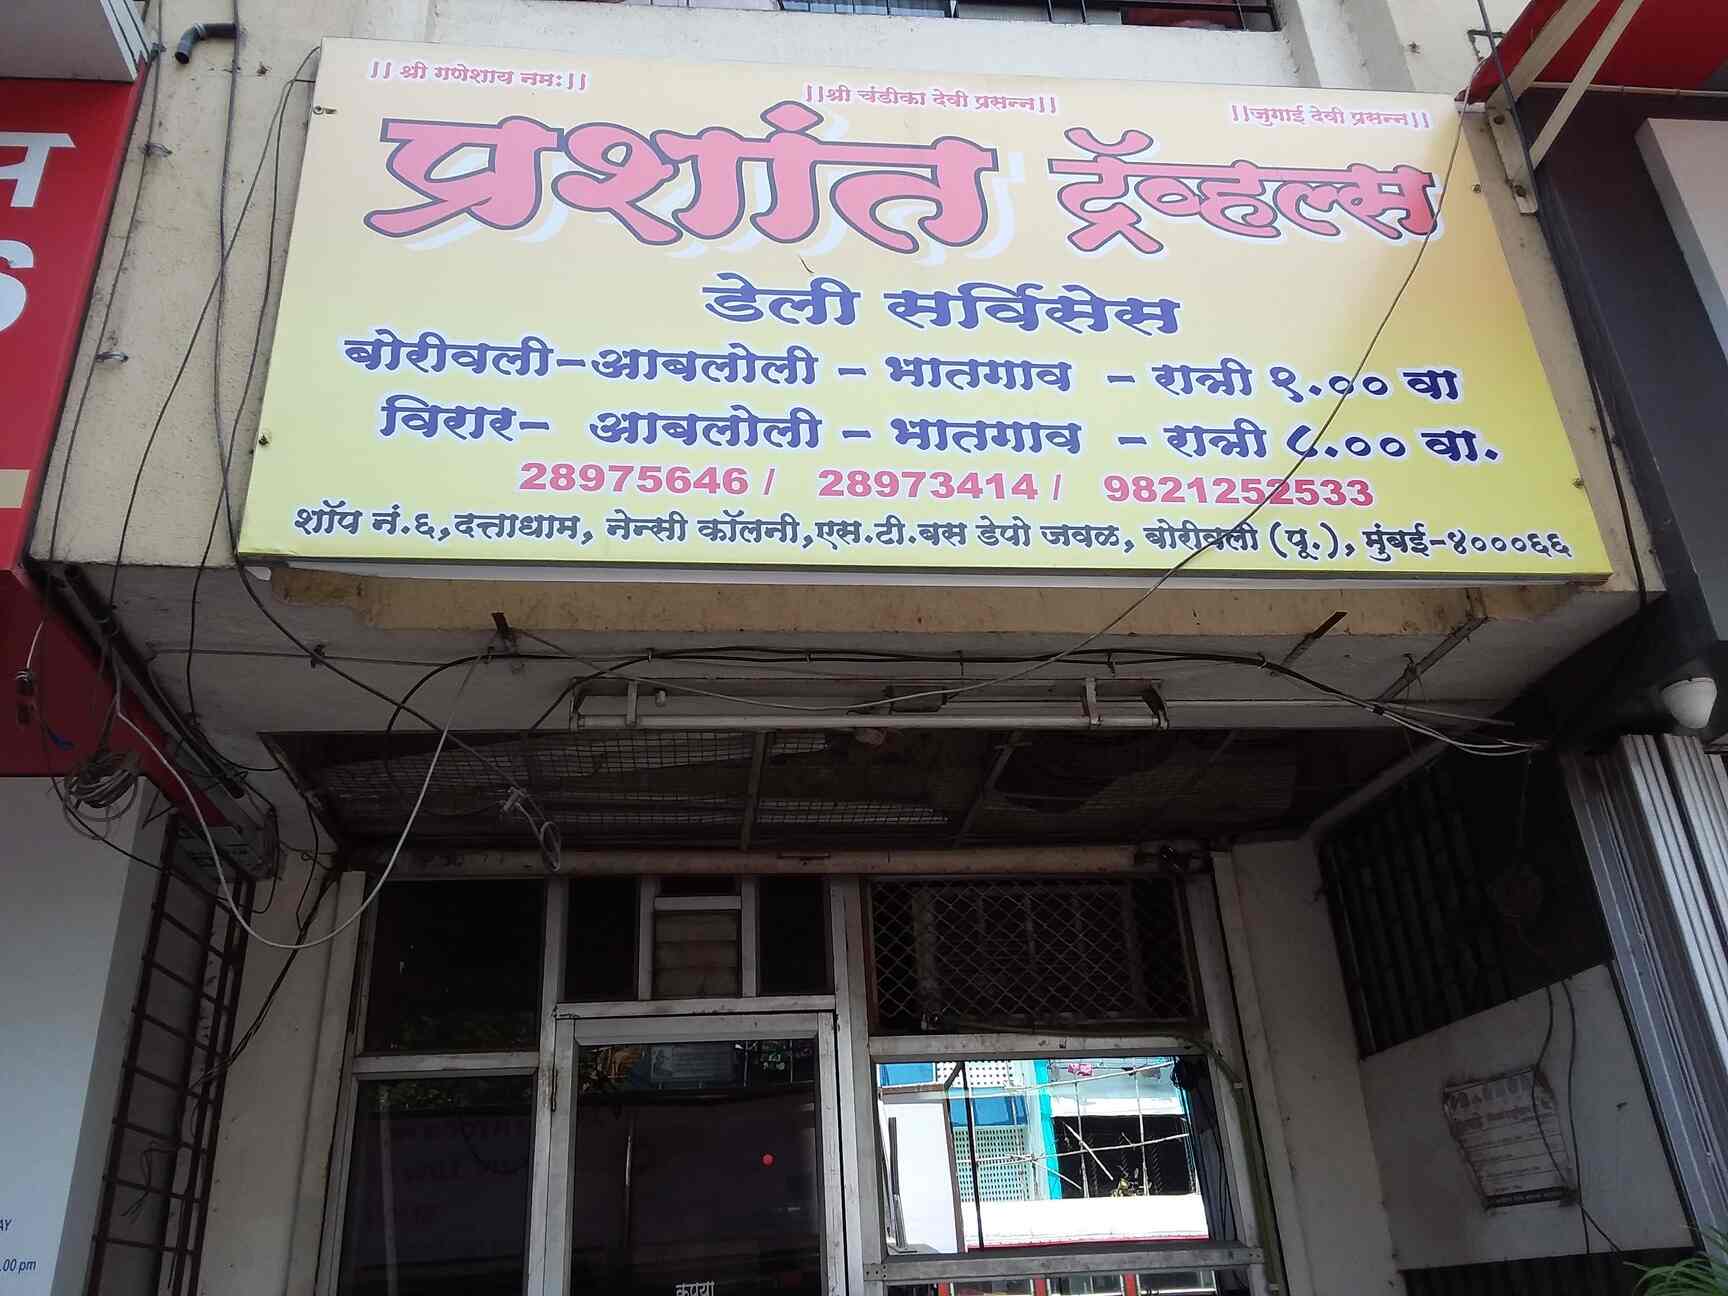 || श्री गणेशाय नमः||
||श्री चंडीका देवी प्रसन्न||
||जुगाई देवी प्रसन्न||
प्रशांत ट्रॅव्हल्स
डेली सर्विसेस
बोरीवली-आबलोली - भातगाव - रात्री ९.०० वा
विरार- आबलोली - भातगाव - रात्री ८.०० वा.
28975646 / 28973414 / 9821252533
शॉप नं.६,दत्ताधाम, नेन्सी कॉलनी,एस.टी.बस डेपो जवळ, बोरीवली (पू.), मुंबई-४०००६६
कृपया